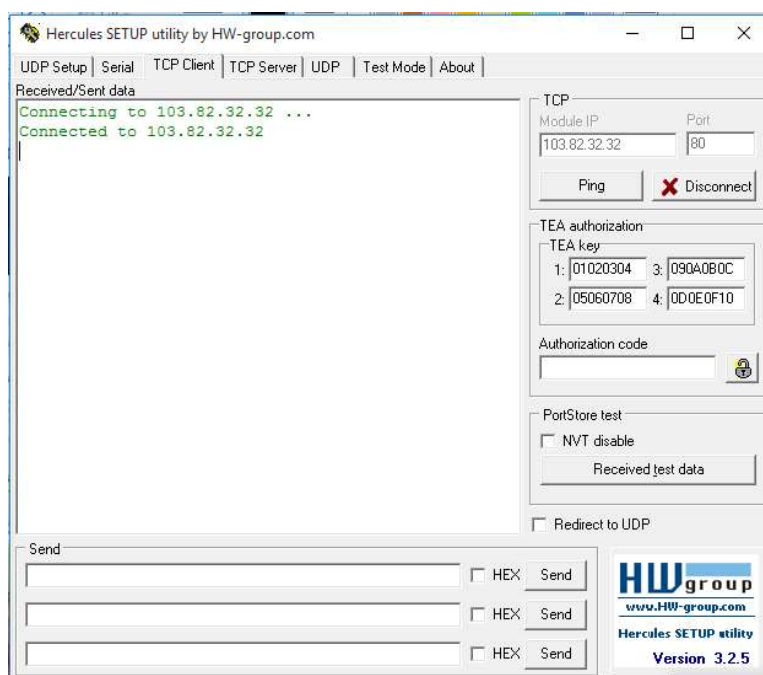 Hercules SETUP utility by HW-group.com
UDP Setup Serial TCP Client TCP Server UDP Test Mode About
Received/Sent data
Connecting to 103.82.32.32 ...
Connected to 103.82.32.32
TCP
Module IP Port
103.82.32.32 80
Ping Disconnect
TEA authorization
TEA key
1: 01020304 3: 090A0B0C
2: 05060708 4: 0D0E0F10
Authorization code
PortStore test
NVT disable
Received test data
Redirect to UDP
Send
HEX Send
HEX Send
HEX Send
HWgroup
www.HW-group.com
Hercules SETUP utility
Version 3.2.5